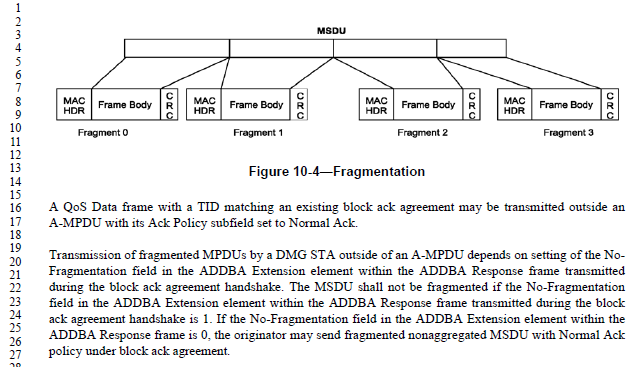 1
2
3
4
5
6
7
8
9
10
11
12
13
14
15
16
17
18
19
20
21
22
23
24
25
26
27
MSDU
MAC HDR Frame Body CRC MAC HDR Frame Body CRC MAC HDR Frame Body CRC MAC HDR Frame Body CRC
Fragment 0 Fragment 1 Fragment 2 Fragment 3
Figure 10-4—Fragmentation
A QoS Data frame with a TID matching an existing block ack agreement may be transmitted outside an
A-MPDU with its Ack Policy subfield set to Normal Ack.
Transmission of fragmented MPDUs by a DMG STA outside of an A-MPDU depends on setting of the No-
Fragmentation field in the ADDBA Extension element within the ADDBA Response frame transmitted
during the block ack agreement handshake. The MSDU shall not be fragmented if the No-Fragmentation
field in the ADDBA Extension element within the ADDBA Response frame transmitted during the block
ack agreement handshake is 1. If the No-Fragmentation field in the ADDBA Extension element within the
ADDBA Response frame is 0, the originator may send fragmented nonaggregated MSDU with Normal Ack
policy under block ack agreement.